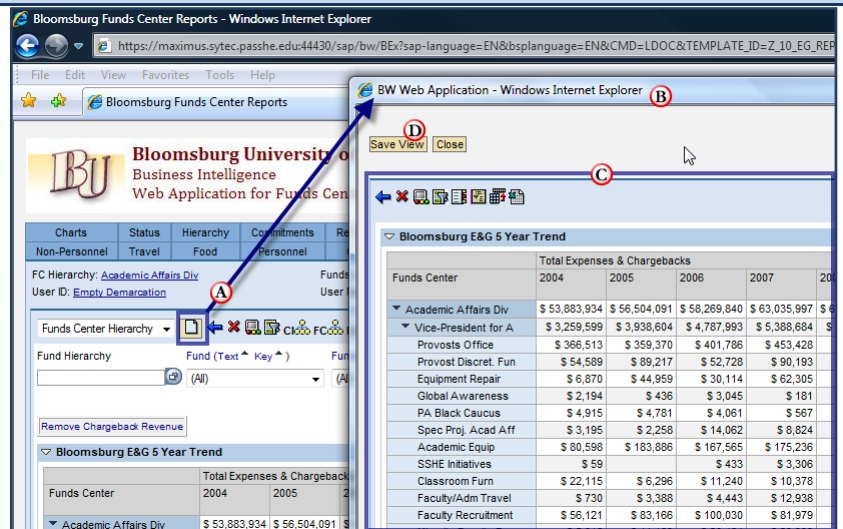 Bloomsburg Funds Center Reports - Windows Internet Explorer
https://maximus.sytec.passhe.edu:44430/sap/bw/BEx?sap-language=EN&bsplanguage=EN&CMD=LDOC&TEMPLATE_ID=Z_10_EG_REP
File Edit View Favorites Tools Help
Bloomsburg Funds Center Reports
BU
Bloomsburg University o
Business Intelligence
Web Application for Funds Cen
Charts Status Hierarchy Commitments Re
Non-Personnel Travel Food Personnel
FC Hierarchy: Academic Affairs Div Funds
User ID: Empty Demarcation User
A
Funds Center Hierarchy CI FC
Fund Hierarchy Fund (Text Key) Fun
(All) (Al
Remove Chargeback Revenue
Bloomsburg E&G 5 Year Trend
Total Expenses & Chargeback
Funds Center 2004 2005 2
Academic Affairs Div $ 53,883,934 $ 56,504,091 $
BW Web Application - Windows Internet Explorer
B
D
Save View Close
C
Bloomsburg E&G 5 Year Trend
Total Expenses & Chargebacks
Funds Center 2004 2005 2006 2007 20
Academic Affairs Div $ 53,883,934 $ 56,504,091 $ 58,269,840 $ 63,035,997 $ 6
Vice-President for A $ 3,259,599 $ 3,938,604 $ 4,787,993 $ 5,388,684 $
Provosts Office $ 366,513 $ 359,370 $ 401,786 $ 453,428
Provost Discret. Fun $ 54,589 $ 89,217 $ 52,728 $ 90,193
Equipment Repair $ 6,870 $ 44,959 $ 30,114 $ 62,305
Global Awareness $ 2,194 $ 436 $ 3,045 $ 181
PA Black Caucus $ 4,915 $ 4,781 $ 4,061 $ 567
Spec Proj. Acad Aff $ 3,195 $ 2,258 $ 14,062 $ 8,824
Academic Equip $ 80,598 $ 183,886 $ 167,565 $ 175,236
SSHE Initiatives $ 59 $ 433 $ 3,306
Classroom Furn $ 22,115 $ 6,296 $ 11,240 $ 10,378
Faculty/Adm Travel $ 730 $ 3,388 $ 4,443 $ 12,938
Faculty Recruitment $ 56,121 $ 83,166 $ 100,030 $ 81,979